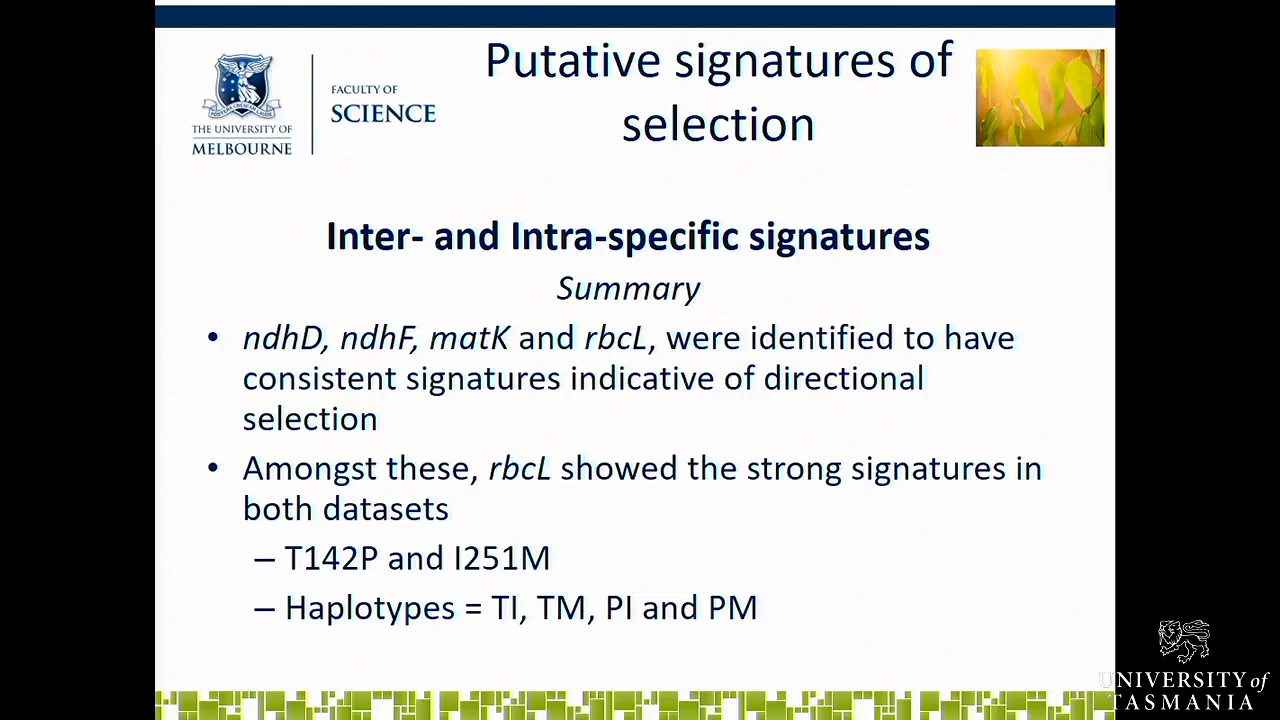 Putative signatures of
selection
FACULTY OF
SCIENCE
THE UNIVERSITY OF
MELBOURNE
Inter- and Intra-specific signatures
Summary
• ndhD, ndhF, matK and rbcL, were identified to have
consistent signatures indicative of directional
selection
• Amongst these, rbcL showed the strong signatures in
both datasets
– T142P and I251M
– Haplotypes = TI, TM, PI and PM
UNIVERSITY of
TASMANIA